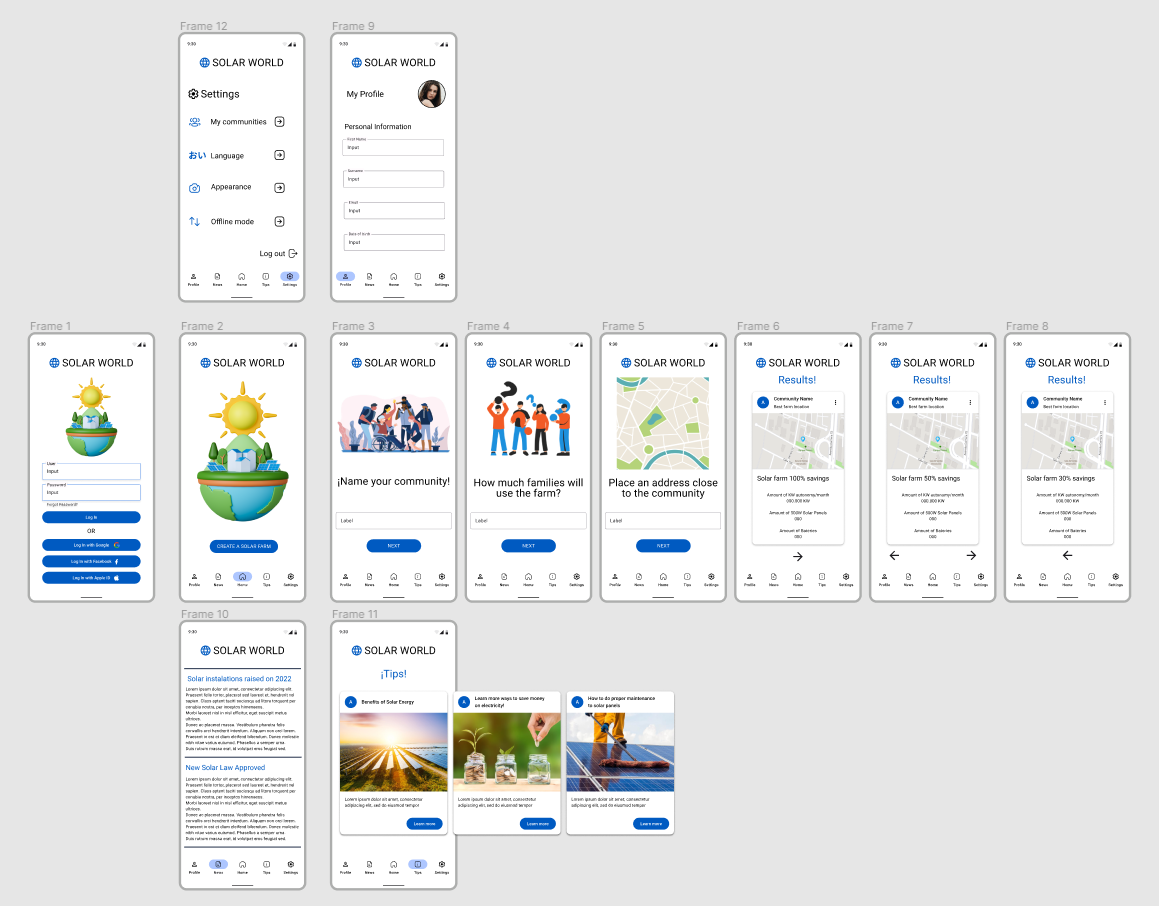 Frame 12
9:30
SOLAR WORLD
Settings
My communities
おい Language
Appearance
Offline mode
Log out
Profile News Home Tips Settings
Frame 9
9:30
SOLAR WORLD
My Profile
Personal Information
First Name
Input
Surname
Input
Email
Input
Date of birth
Input
Profile News Home Tips Settings
Frame 1
9:30
SOLAR WORLD
User
Input
Password
Input
Forgot Password?
Log In
OR
Log In with Google
Log In with Facebook
Log In with Apple ID
Frame 2
9:30
SOLAR WORLD
CREATE A SOLAR FARM
Profile News Home Tips Settings
Frame 3
9:30
SOLAR WORLD
¡Name your community!
Label
NEXT
Profile News Home Tips Settings
Frame 4
9:30
SOLAR WORLD
How much families will
use the farm?
Label
NEXT
Profile News Home Tips Settings
Frame 5
9:30
SOLAR WORLD
Place an address close
to the community
Label
NEXT
Profile News Home Tips Settings
Frame 6
9:30
SOLAR WORLD
Results!
A
Community Name
Best farm location
Solar farm 100% savings
Amount of KW autonomy/month
000.000 KW
Amount of 300W Solar Panels
000
Amount of Bateries
000
Profile News Home Tips Settings
Frame 7
9:30
SOLAR WORLD
Results!
A
Community Name
Best farm location
Solar farm 50% savings
Amount of KW autonomy/month
000.000 KW
Amount of 300W Solar Panels
000
Amount of Bateries
000
Profile News Home Tips Settings
Frame 8
9:30
SOLAR WORLD
Results!
A
Community Name
Best farm location
Solar farm 30% savings
Amount of KW autonomy/month
000.000 KW
Amount of 300W Solar Panels
000
Amount of Bateries
000
Profile News Home Tips Settings
Frame 10
9:30
SOLAR WORLD
Solar instalations raised on 2022
Lorem ipsum dolor sit amet, consectetur adipiscing elit.
Praesent felis tortor, placerat sed laoreet at, hendrerit nisl
sapien. Class aptent taciti sociosqu ad litora torquent per
conubia nostra, per inceptos himenaeos.
Morbi laoreet nisl in nisl efficitur, eget suscipit metus
ultrices.
Donec ac placerat massa. Vestibulum pharetra felis
convallis orci hendrerit interdum. Aliquam non orci lorem.
Praesent in est et diam eleifend bibendum. Donec molestie
nibh vitae varius euismod. Phasellus a semper urna.
Duis rutrum massa erat, id volutpat eros feugiat sed.
New Solar Law Approved
Lorem ipsum dolor sit amet, consectetur adipiscing elit.
Praesent felis tortor, placerat sed laoreet et, hendrerit nisl
sapien. Class aptent taciti sociosqu ad litora torquent per
conubia nostra, per inceptos himenaeos.
Morbi laoreet nisl in nisl efficitur, eget suscipit metus
ultrices.
Donec ac placerat massa. Vestibulum pharetra felis
convallis orci hendrerit interdum. Aliquam non orci lorem.
Praesent in est et diam eleifend bibendum. Donec molestie
nibh vitae varius euismod. Phasellus a semper urna.
Duis rutrum massa erat, id volutpat eros feugiat sed.
Profile News Home Tips Settings
Frame 11
9:30
SOLAR WORLD
¡Tips!
A
Benefits of Solar Energy
Lorem ipsum dolor sit amet, consectetur
adipiscing elit, sed do eiusmod tempor
Learn more
A
Learn more ways to save money
on electricity!
Lorem ipsum dolor sit amet, consectetur
adipiscing elit, sed do eiusmod tempor
Learn more
A
How to do proper maintenance
to solar panels
Lorem ipsum dolor sit amet, consectetur
adipiscing elit, sed do eiusmod tempor
Learn more
Profile News Home Tips Settings